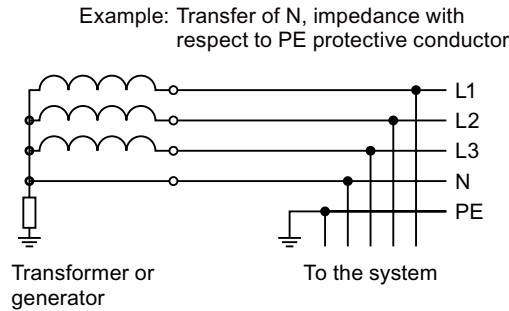 Example: Transfer of N, impedance with
respect to PE protective conductor
L1
L2
L3
N
PE
Transformer or
generator
To the system